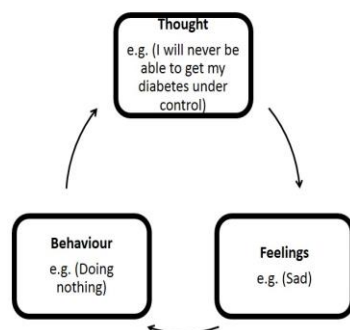 Thought
e.g. (I will never be
able to get my
diabetes under
control)
Behaviour
e.g. (Doing
nothing)
Feelings
e.g. (Sad)